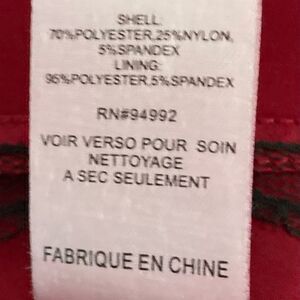 SHELL:
70%POLYESTER,25%NYLON,
5%SPANDEX
LINING:
95%POLYESTER,5%SPANDEX
RN#94992
VOIR VERSO POUR SOIN
NETTOYAGE
A SEC SEULEMENT
FABRIQUE EN CHINE